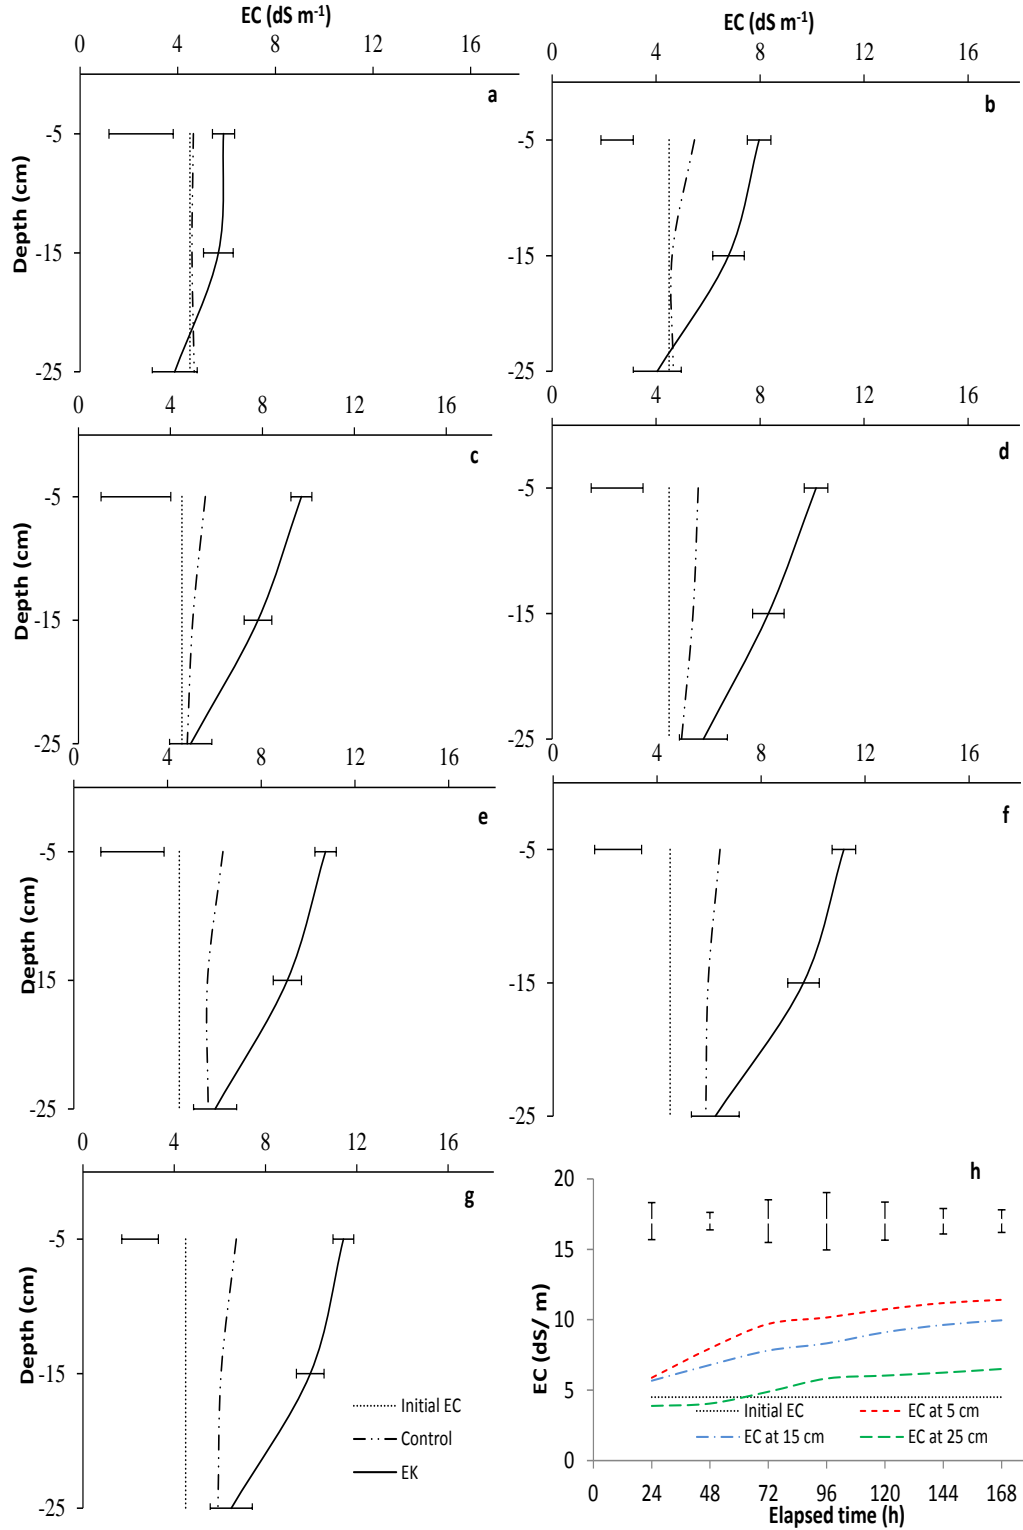 EC (dS m⁻¹)
EC (dS m⁻¹)
0 4 8 12 16
0 4 8 12 16
a
b
-5
-15
-25
Depth (cm)
-5
-15
-25
0 4 8 12 16
0 4 8 12 16
c
d
-5
-15
-25
Depth (cm)
-5
-15
-25
0 4 8 12 16
0 4 8 12 16
e
f
-5
-15
-25
Depth (cm)
-5
-15
-25
0 4 8 12 16
g
-5
-15
-25
Depth (cm)
Initial EC
Control
EK
h
20
15
10
5
0
EC (dS/ m)
Initial EC
EC at 5 cm
EC at 15 cm
EC at 25 cm
0 24 48 72 96 120 144 168
Elapsed time (h)